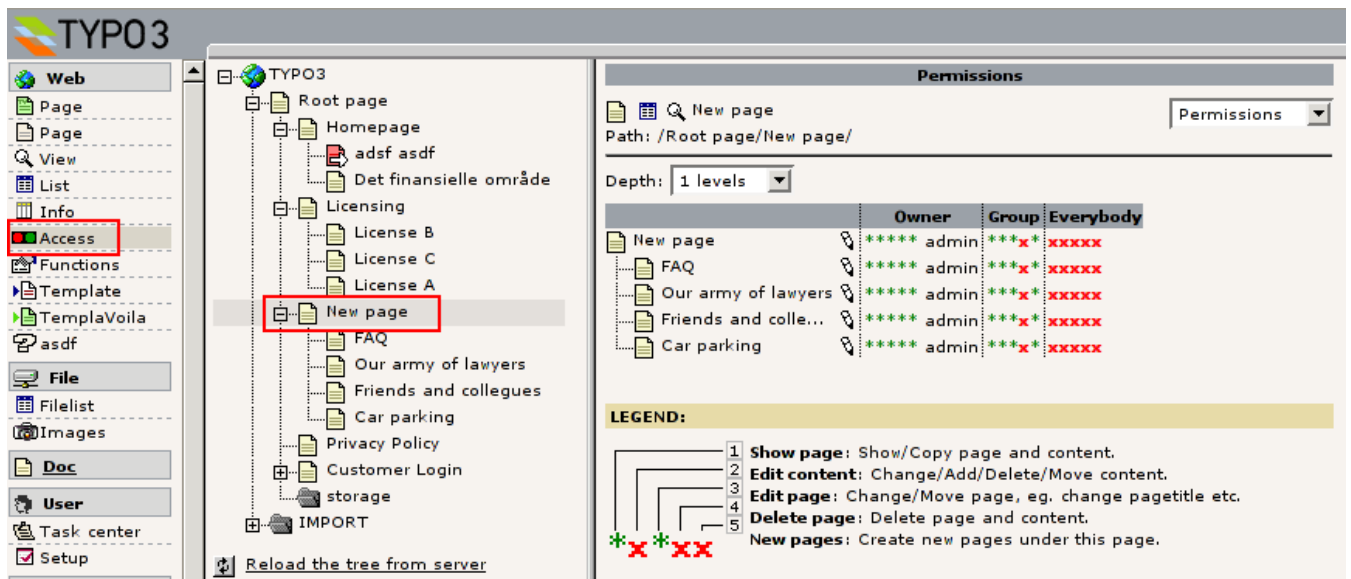 TYPO3
Web
Page
Page
View
List
Info
Access
Functions
Template
TemplaVoila
asdf
File
Filelist
Images
Doc
User
Task center
Setup
TYPO3
Root page
Homepage
adsf asdf
Det finansielle område
Licensing
License B
License C
License A
New page
FAQ
Our army of lawyers
Friends and collegues
Car parking
Privacy Policy
Customer Login
storage
IMPORT
Reload the tree from server
Permissions
New page
Permissions
Path: /Root page/New page/
Depth: 1 levels
Owner Group Everybody
New page ***** admin ***x* xxxxx
FAQ ***** admin ***x* xxxxx
Our army of lawyers ***** admin ***x* xxxxx
Friends and colle... ***** admin ***x* xxxxx
Car parking ***** admin ***x* xxxxx
LEGEND:
1 Show page: Show/Copy page and content.
2 Edit content: Change/Add/Delete/Move content.
3 Edit page: Change/Move page, eg. change pagetitle etc.
4 Delete page: Delete page and content.
5 New pages: Create new pages under this page.
*x*xx